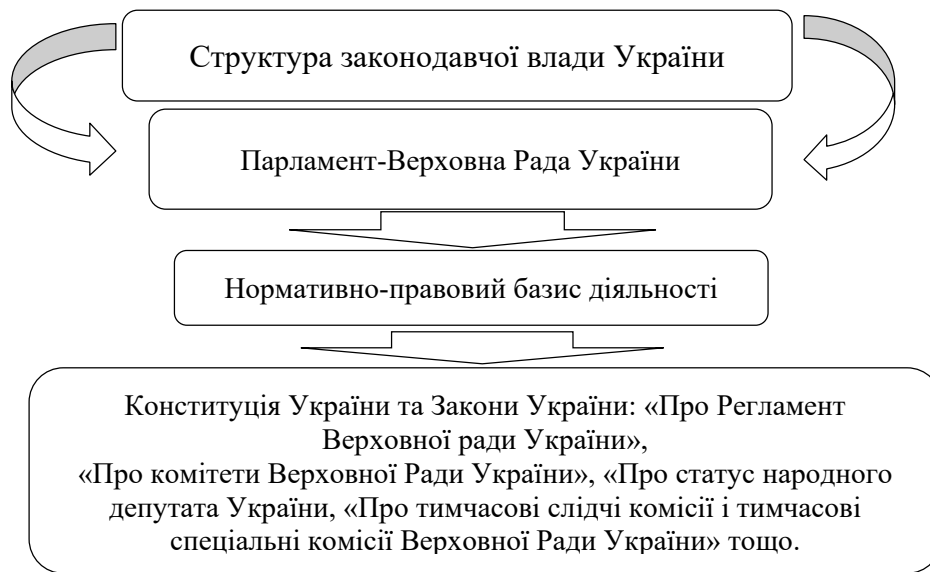 Структура законодавчої влади України
Парламент-Верховна Рада України
Нормативно-правовий базис діяльності
Конституція України та Закони України: «Про Регламент
Верховної ради України»,
«Про комітети Верховної Ради України», «Про статус народного
депутата України, «Про тимчасові слідчі комісії і тимчасові
спеціальні комісії Верховної Ради України» тощо.